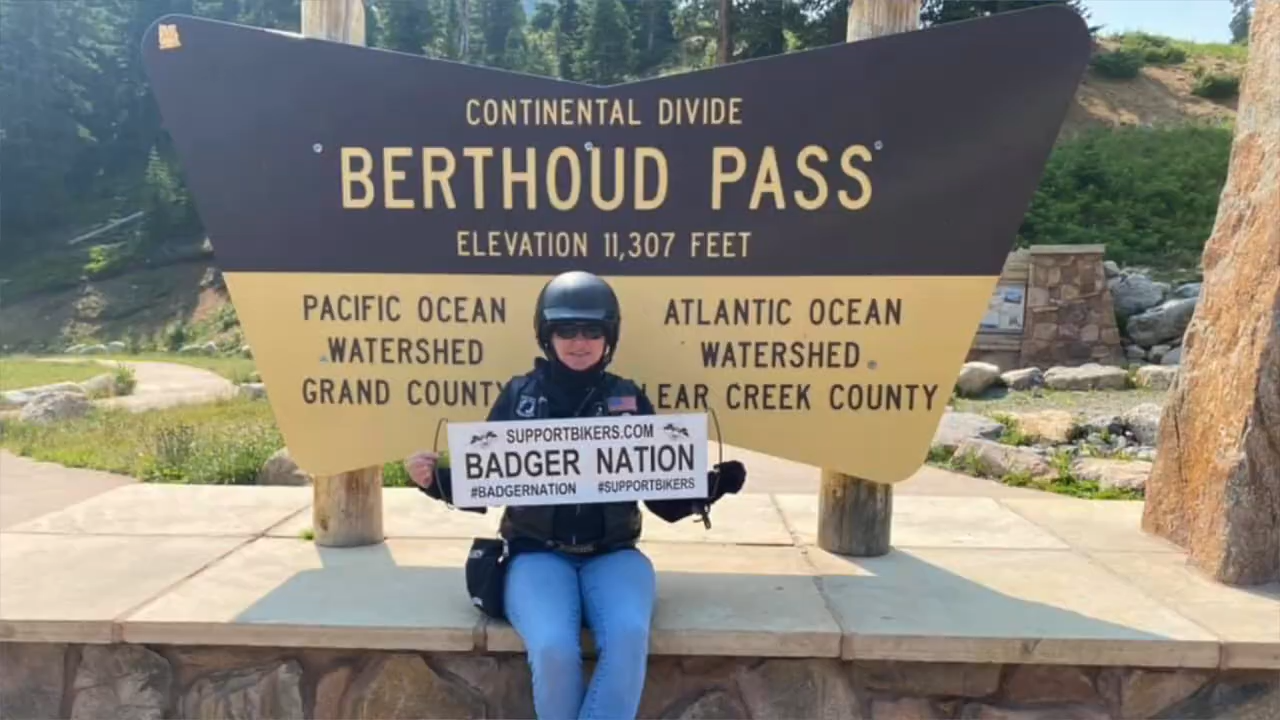 CONTINENTAL DIVIDE
BERTHOUD PASS
ELEVATION 11,307 FEET
PACIFIC OCEAN
WATERSHED
GRAND COUNTY
ATLANTIC OCEAN
WATERSHED
LEAR CREEK COUNTY
SUPPORTBIKERS.COM
BADGER NATION
#BADGERNATION #SUPPORTBIKERS